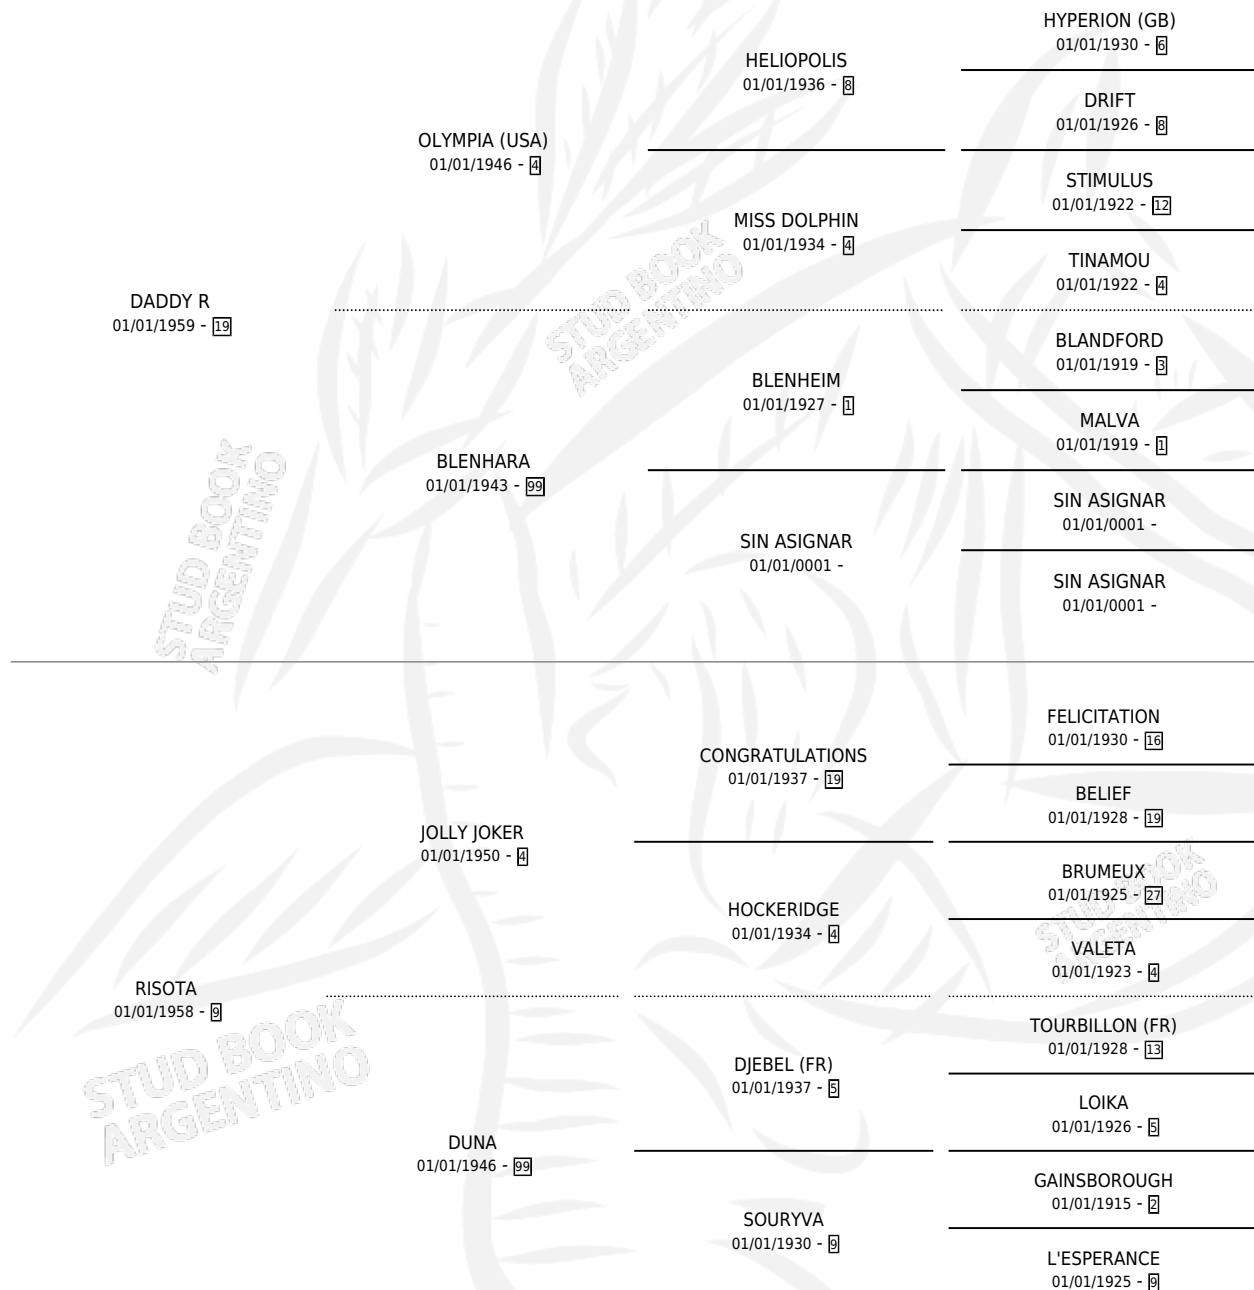 HYPERION (GB)
01/01/1930 - 6
HELIOPOLIS
01/01/1936 - 8
DRIFT
01/01/1926 - 8
OLYMPIA (USA)
01/01/1946 - 4
STIMULUS
01/01/1922 - 12
MISS DOLPHIN
01/01/1934 - 4
TINAMOU
01/01/1922 - 4
DADDY R
01/01/1959 - 19
STUD BOOK
ARGENTINO
BLANDFORD
01/01/1919 - 3
BLENHEIM
01/01/1927 - 1
MALVA
01/01/1919 - 1
BLENHARA
01/01/1943 - 99
SIN ASIGNAR
01/01/0001 -
SIN ASIGNAR
01/01/0001 -
SIN ASIGNAR
01/01/0001 -
STUD BOOK
ARGENTINO
FELICITATION
01/01/1930 - 16
CONGRATULATIONS
01/01/1937 - 19
BELIEF
01/01/1928 - 19
JOLLY JOKER
01/01/1950 - 4
BRUMEUX
01/01/1925 - 27
HOCKERIDGE
01/01/1934 - 4
VALETA
01/01/1923 - 4
STUD BOOK
ARGENTINO
RISOTA
01/01/1958 - 9
TOURBILLON (FR)
01/01/1928 - 13
DJEBEL (FR)
01/01/1937 - 5
LOIKA
01/01/1926 - 5
STUD BOOK
ARGENTINO
DUNA
01/01/1946 - 99
GAINSBOROUGH
01/01/1915 - 2
SOURYVA
01/01/1930 - 9
L'ESPERANCE
01/01/1925 - 9